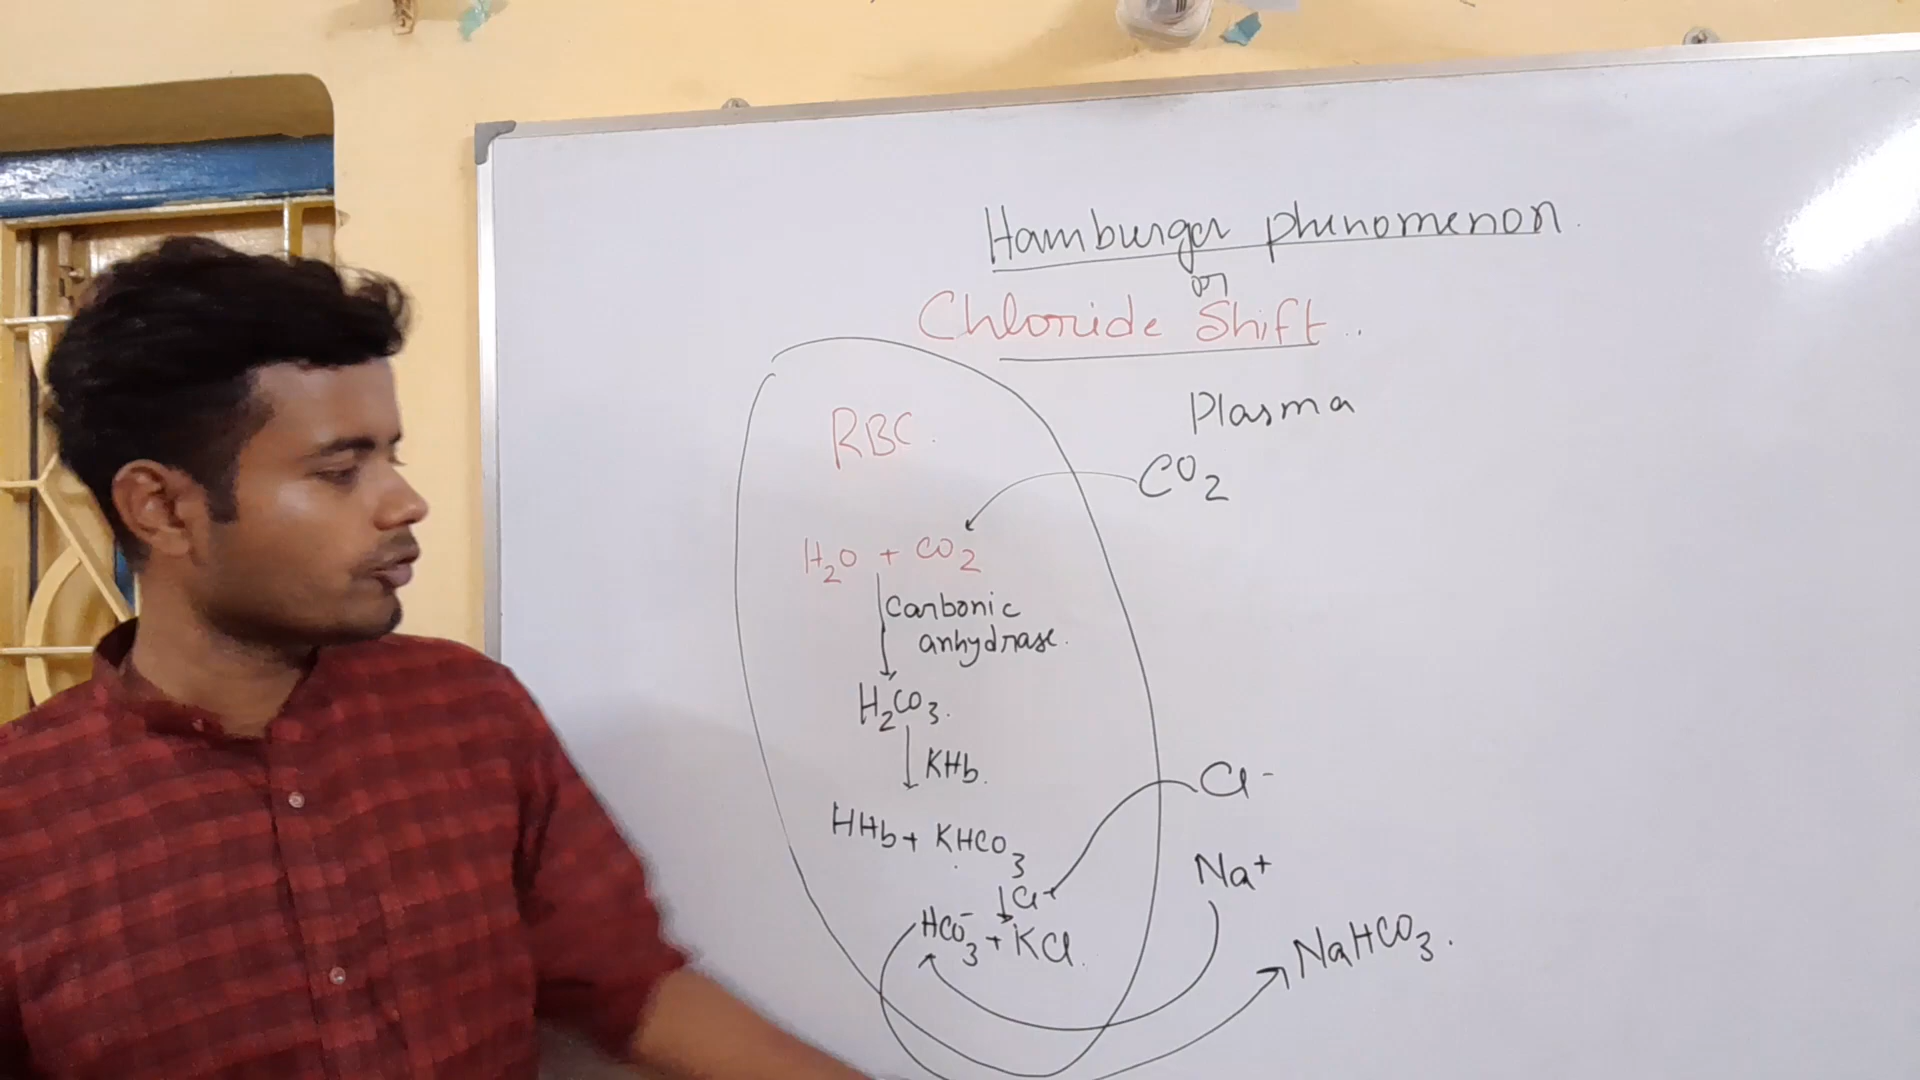 Hamburger phenomenon.
or
Chloride Shift..
RBC.
Plasma
CO2
H2O + CO2
Carbonic
anhydrase.
H2CO3.
KHb.
HHb + KHCO3
Cl-
Cl-
Na+
HCO3- + KCl.
NaHCO3.